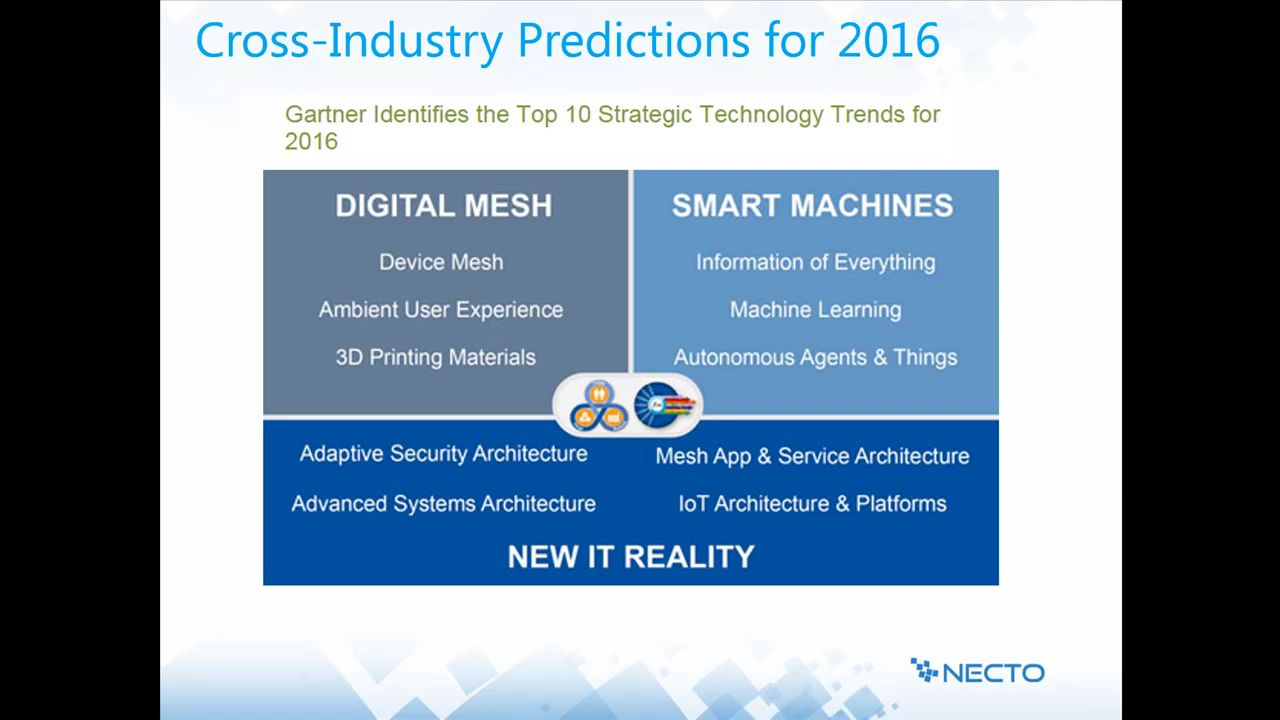 Cross-Industry Predictions for 2016
Gartner Identifies the Top 10 Strategic Technology Trends for
2016
DIGITAL MESH
Device Mesh
Ambient User Experience
3D Printing Materials
SMART MACHINES
Information of Everything
Machine Learning
Autonomous Agents & Things
Adaptive Security Architecture
Mesh App & Service Architecture
Advanced Systems Architecture
IoT Architecture & Platforms
NEW IT REALITY
NECTO